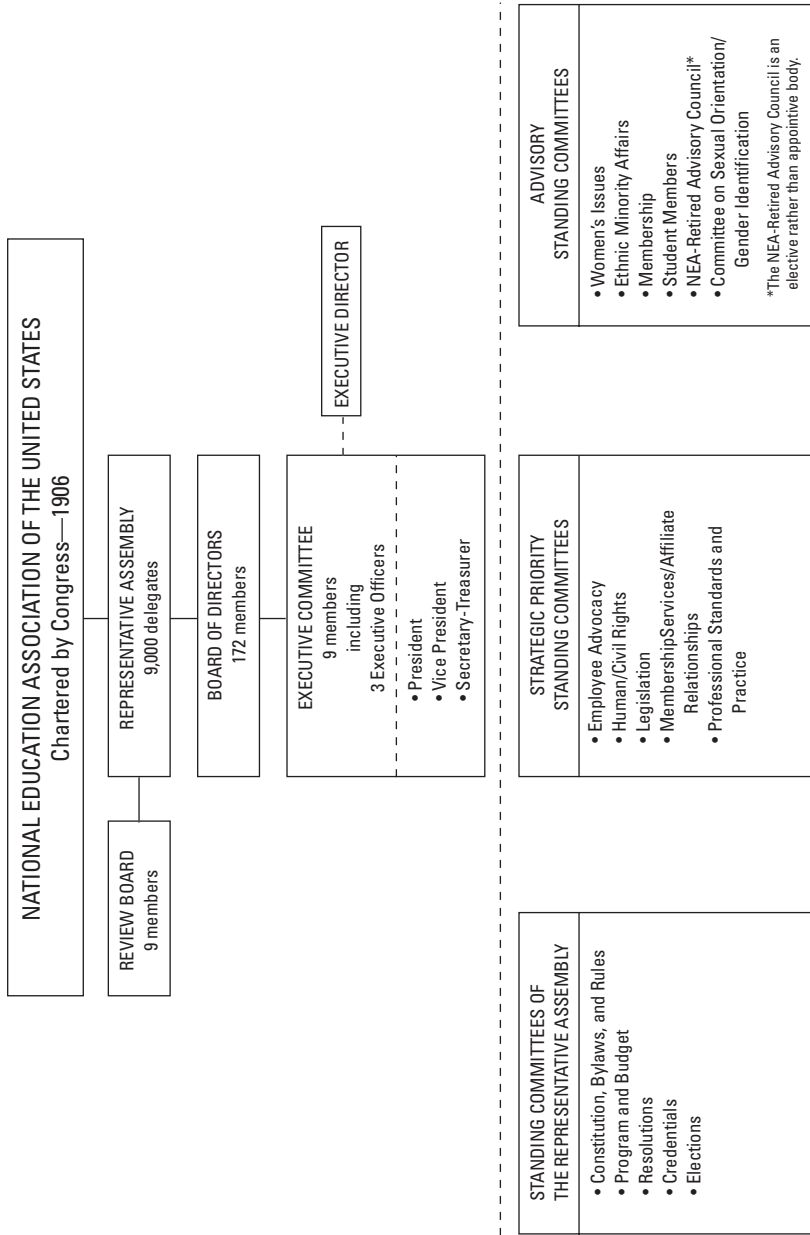 NATIONAL EDUCATION ASSOCIATION OF THE UNITED STATES
Chartered by Congress—1906
REVIEW BOARD
9 members
REPRESENTATIVE ASSEMBLY
9,000 delegates
BOARD OF DIRECTORS
172 members
EXECUTIVE COMMITTEE
9 members
including
3 Executive Officers
• President
• Vice President
• Secretary-Treasurer
EXECUTIVE DIRECTOR
STANDING COMMITTEES OF
THE REPRESENTATIVE ASSEMBLY
• Constitution, Bylaws, and Rules
• Program and Budget
• Resolutions
• Credentials
• Elections
STRATEGIC PRIORITY
STANDING COMMITTEES
• Employee Advocacy
• Human/Civil Rights
• Legislation
• MembershipServices/Affiliate
Relationships
• Professional Standards and
Practice
ADVISORY
STANDING COMMITTEES
• Women's Issues
• Ethnic Minority Affairs
• Membership
• Student Members
• NEA-Retired Advisory Council*
• Committee on Sexual Orientation/
Gender Identification
*The NEA-Retired Advisory Council is an
elective rather than appointive body.